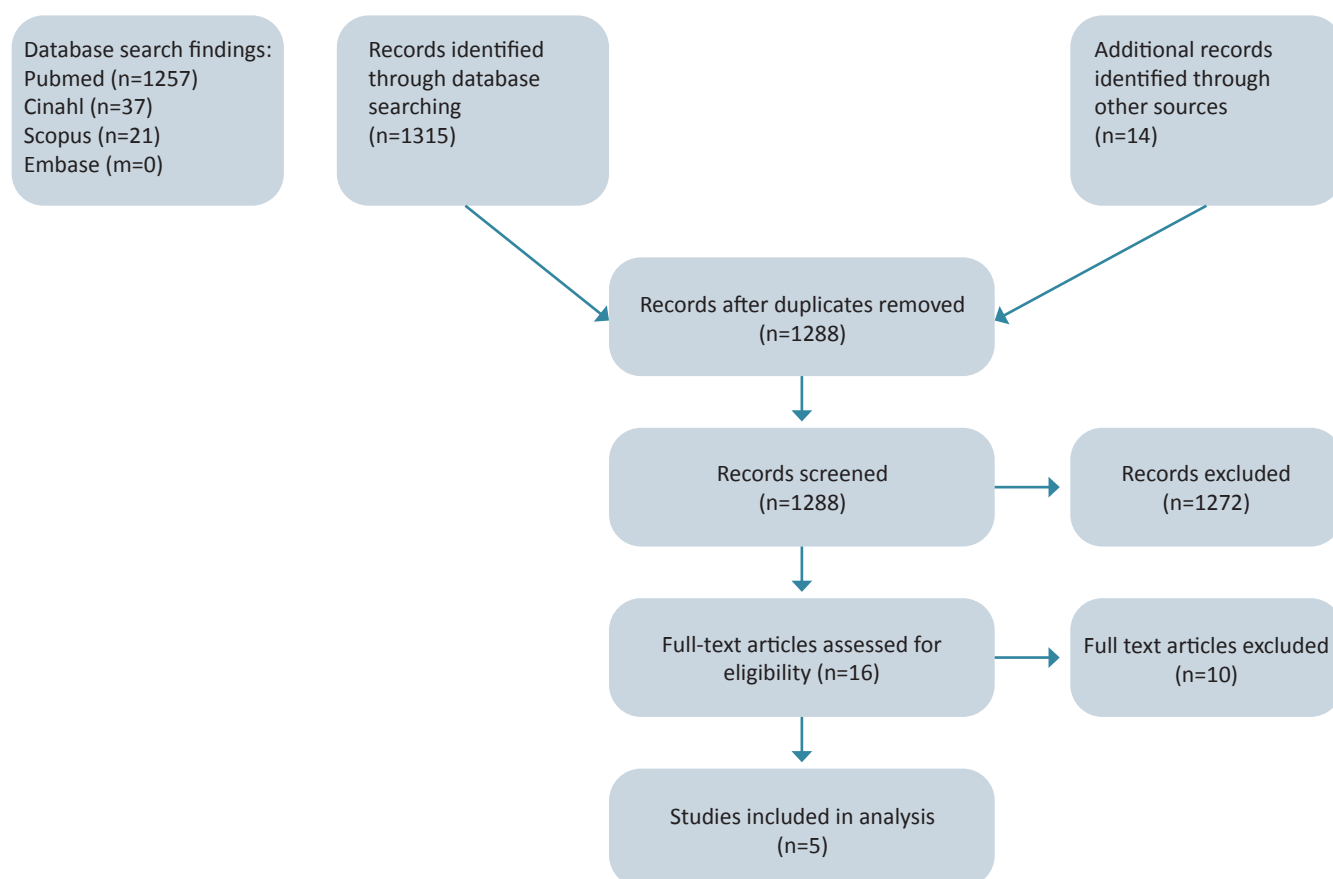 Database search findings:
Pubmed (n=1257)
Cinahl (n=37)
Scopus (n=21)
Embase (m=0)
Records identified
through database
searching
(n=1315)
Additional records
identified through
other sources
(n=14)
Records after duplicates removed
(n=1288)
Records screened
(n=1288)
Records excluded
(n=1272)
Full-text articles assessed for
eligibility (n=16)
Full text articles excluded
(n=10)
Studies included in analysis
(n=5)